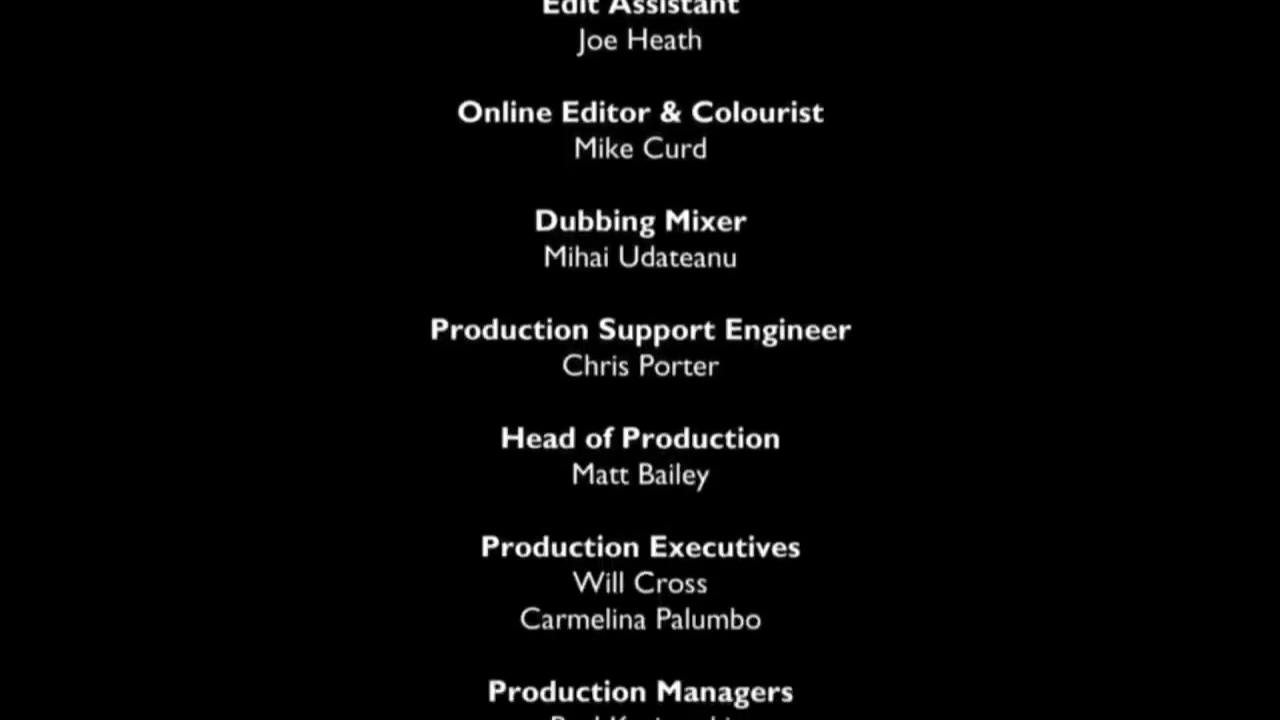 Edit Assistant
Joe Heath
Online Editor & Colourist
Mike Curd
Dubbing Mixer
Mihai Udateanu
Production Support Engineer
Chris Porter
Head of Production
Matt Bailey
Production Executives
Will Cross
Carmelina Palumbo
Production Managers